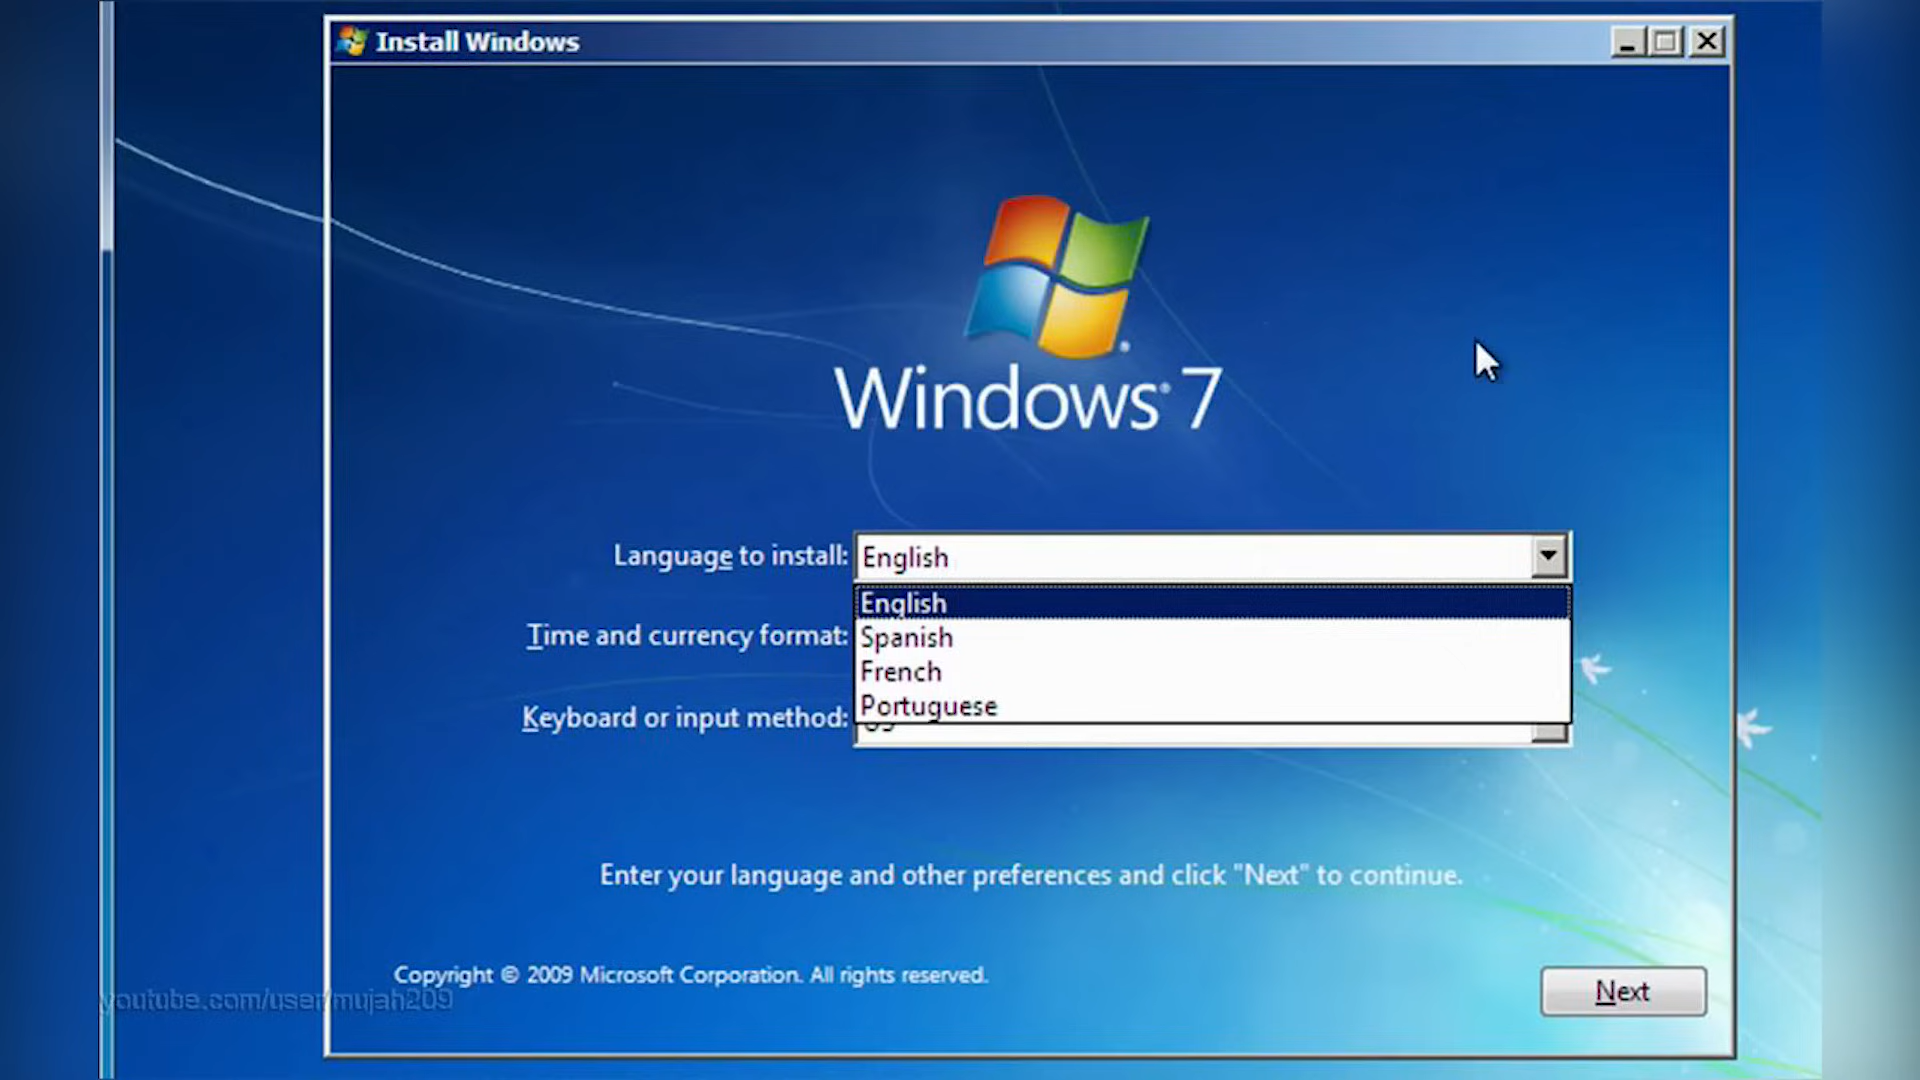 Install Windows
Windows® 7
Language to install: English
English
Time and currency format:
Spanish
French
Keyboard or input method:
Portuguese
Enter your language and other preferences and click "Next" to continue.
Copyright © 2009 Microsoft Corporation. All rights reserved.
youtube.com/user/mujah209
Next